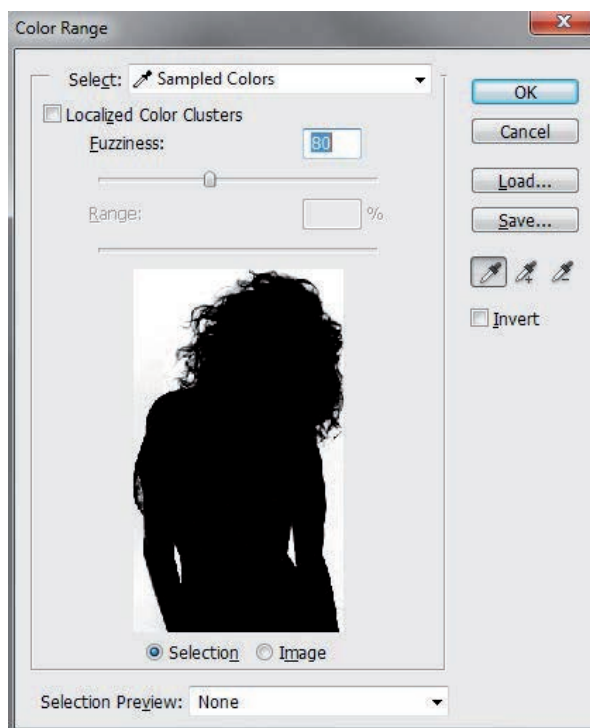 Color Range
Select: Sampled Colors
OK
Localized Color Clusters
Cancel
Fuzziness: 80
Load...
Range: %
Save...
Invert
Selection Image
Selection Preview: None